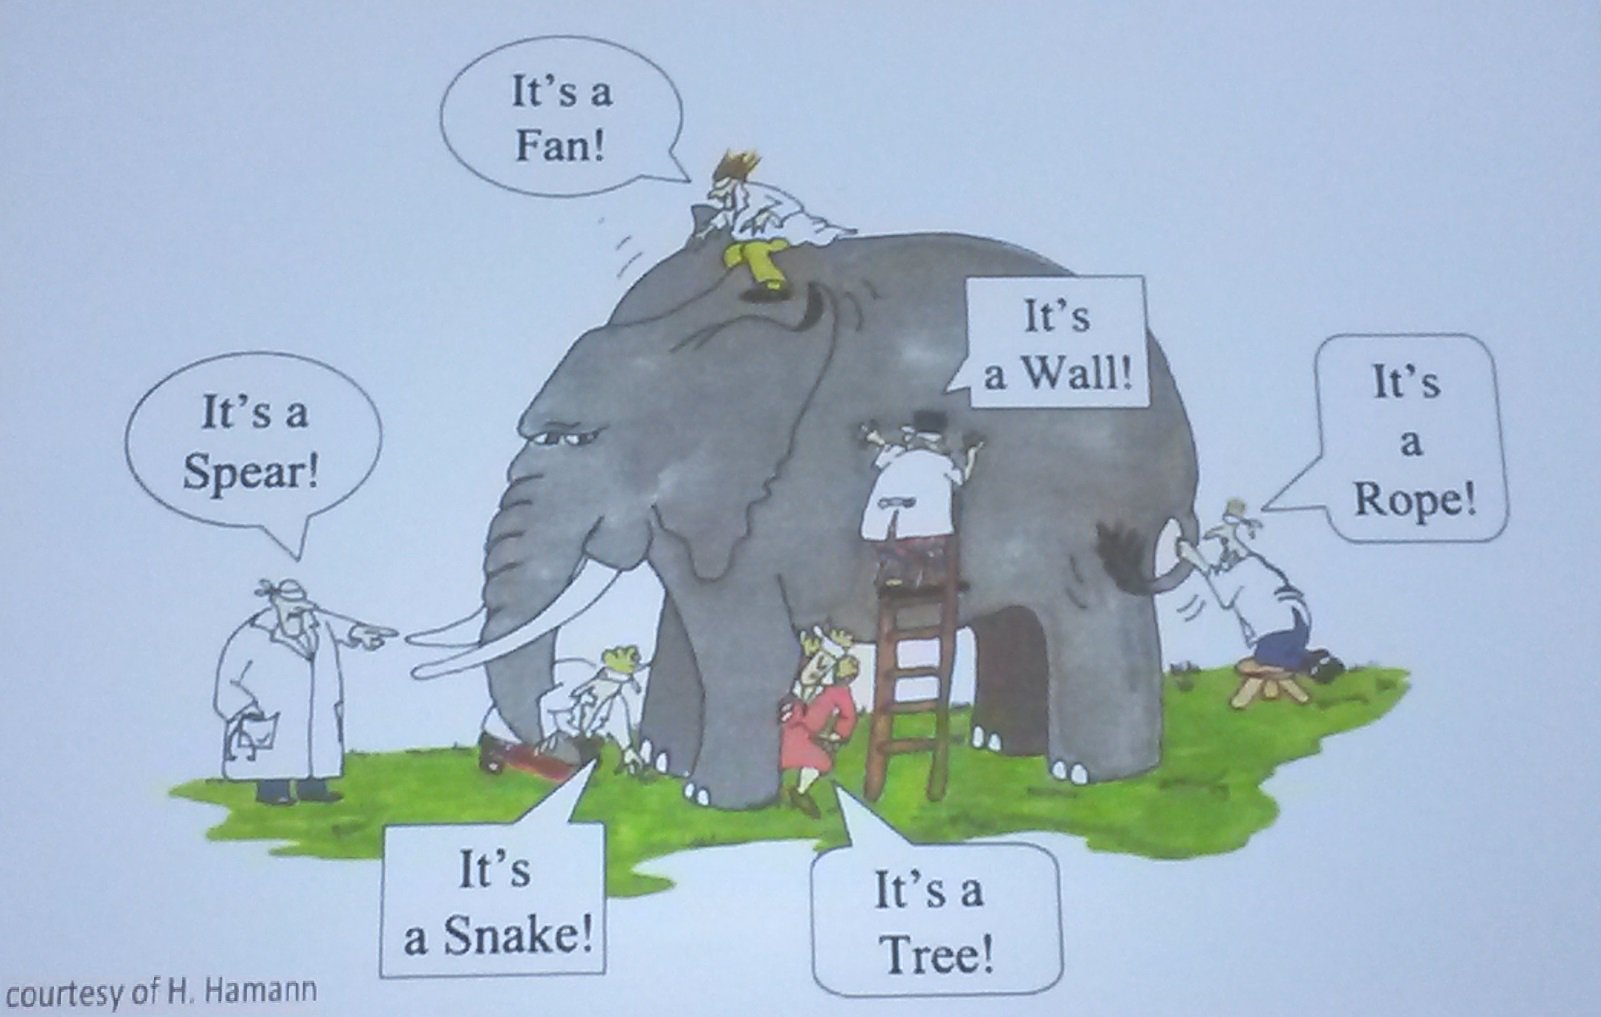 It's a
Fan!
It's
a Wall!
It's a
Spear!
It's
a
Rope!
It's
a Snake!
It's a
Tree!
courtesy of H. Hamann